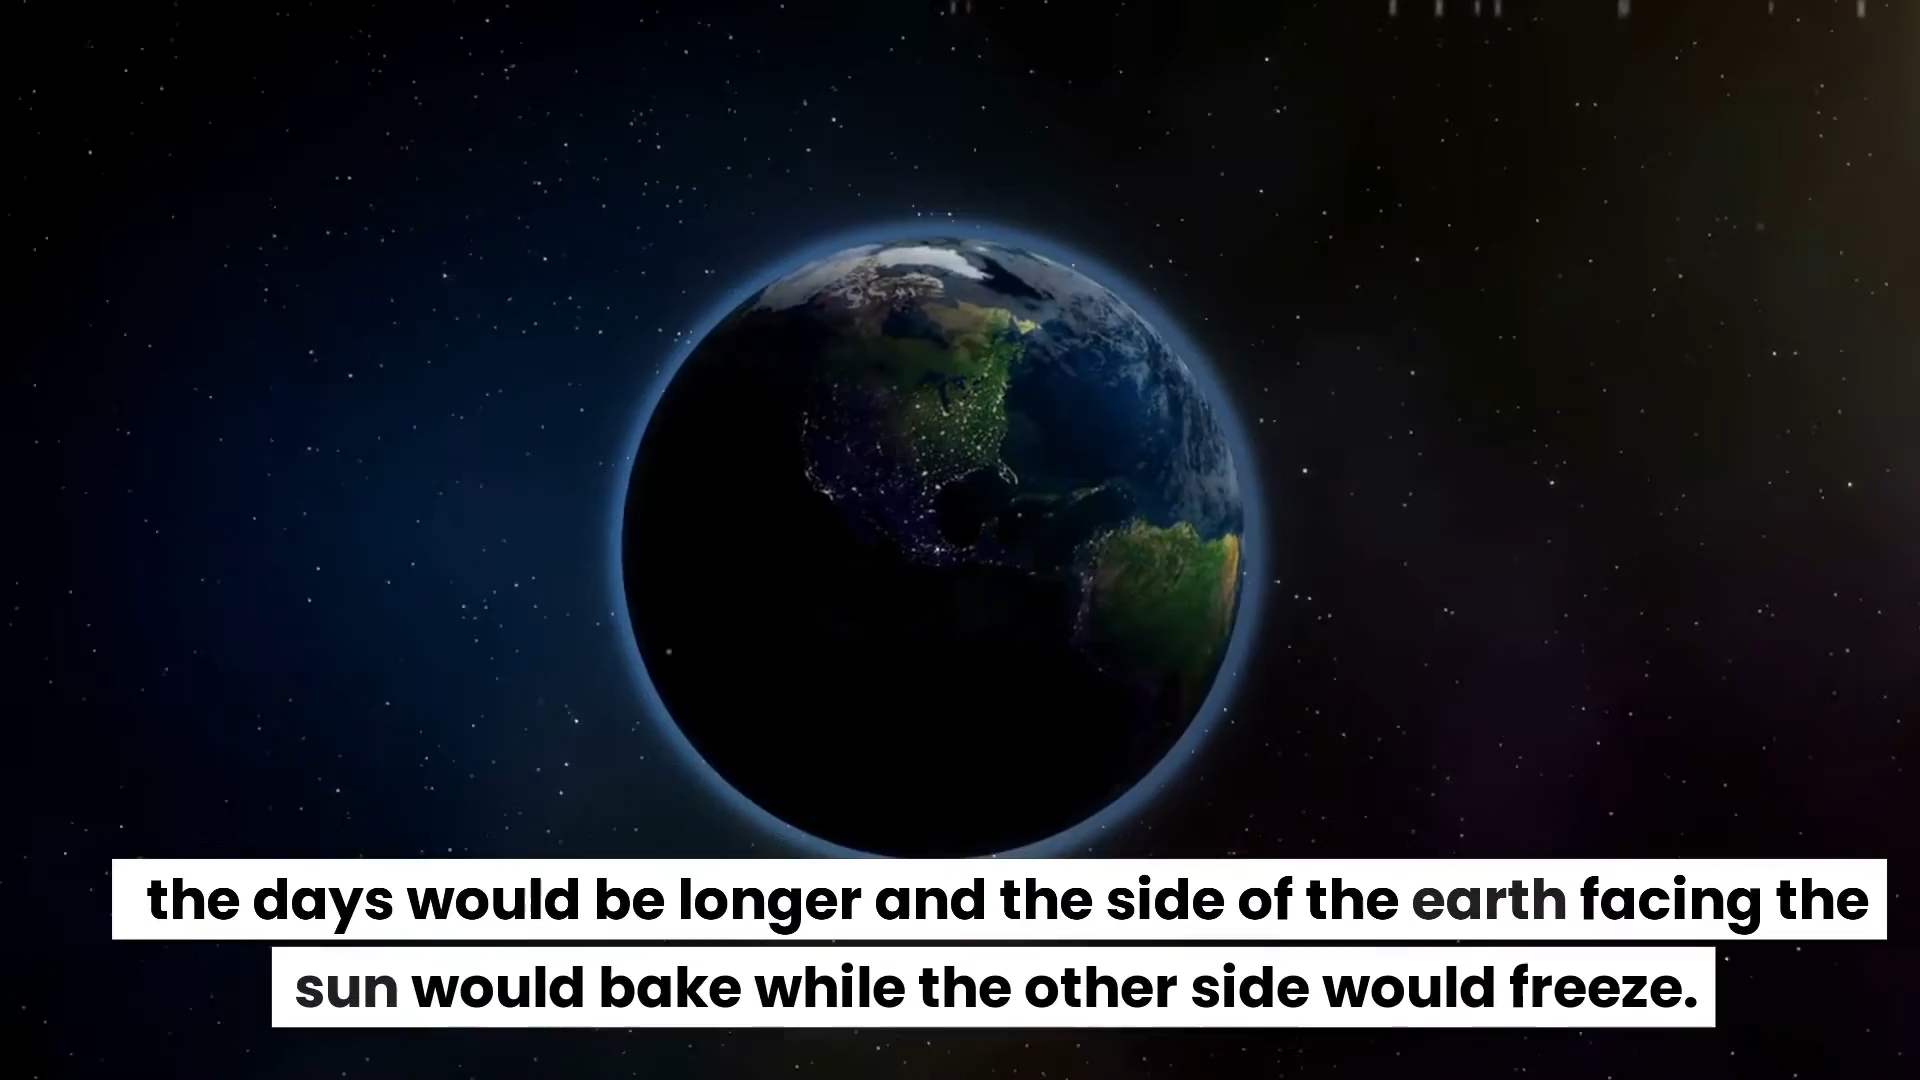 the days would be longer and the side of the earth facing the
sun would bake while the other side would freeze.